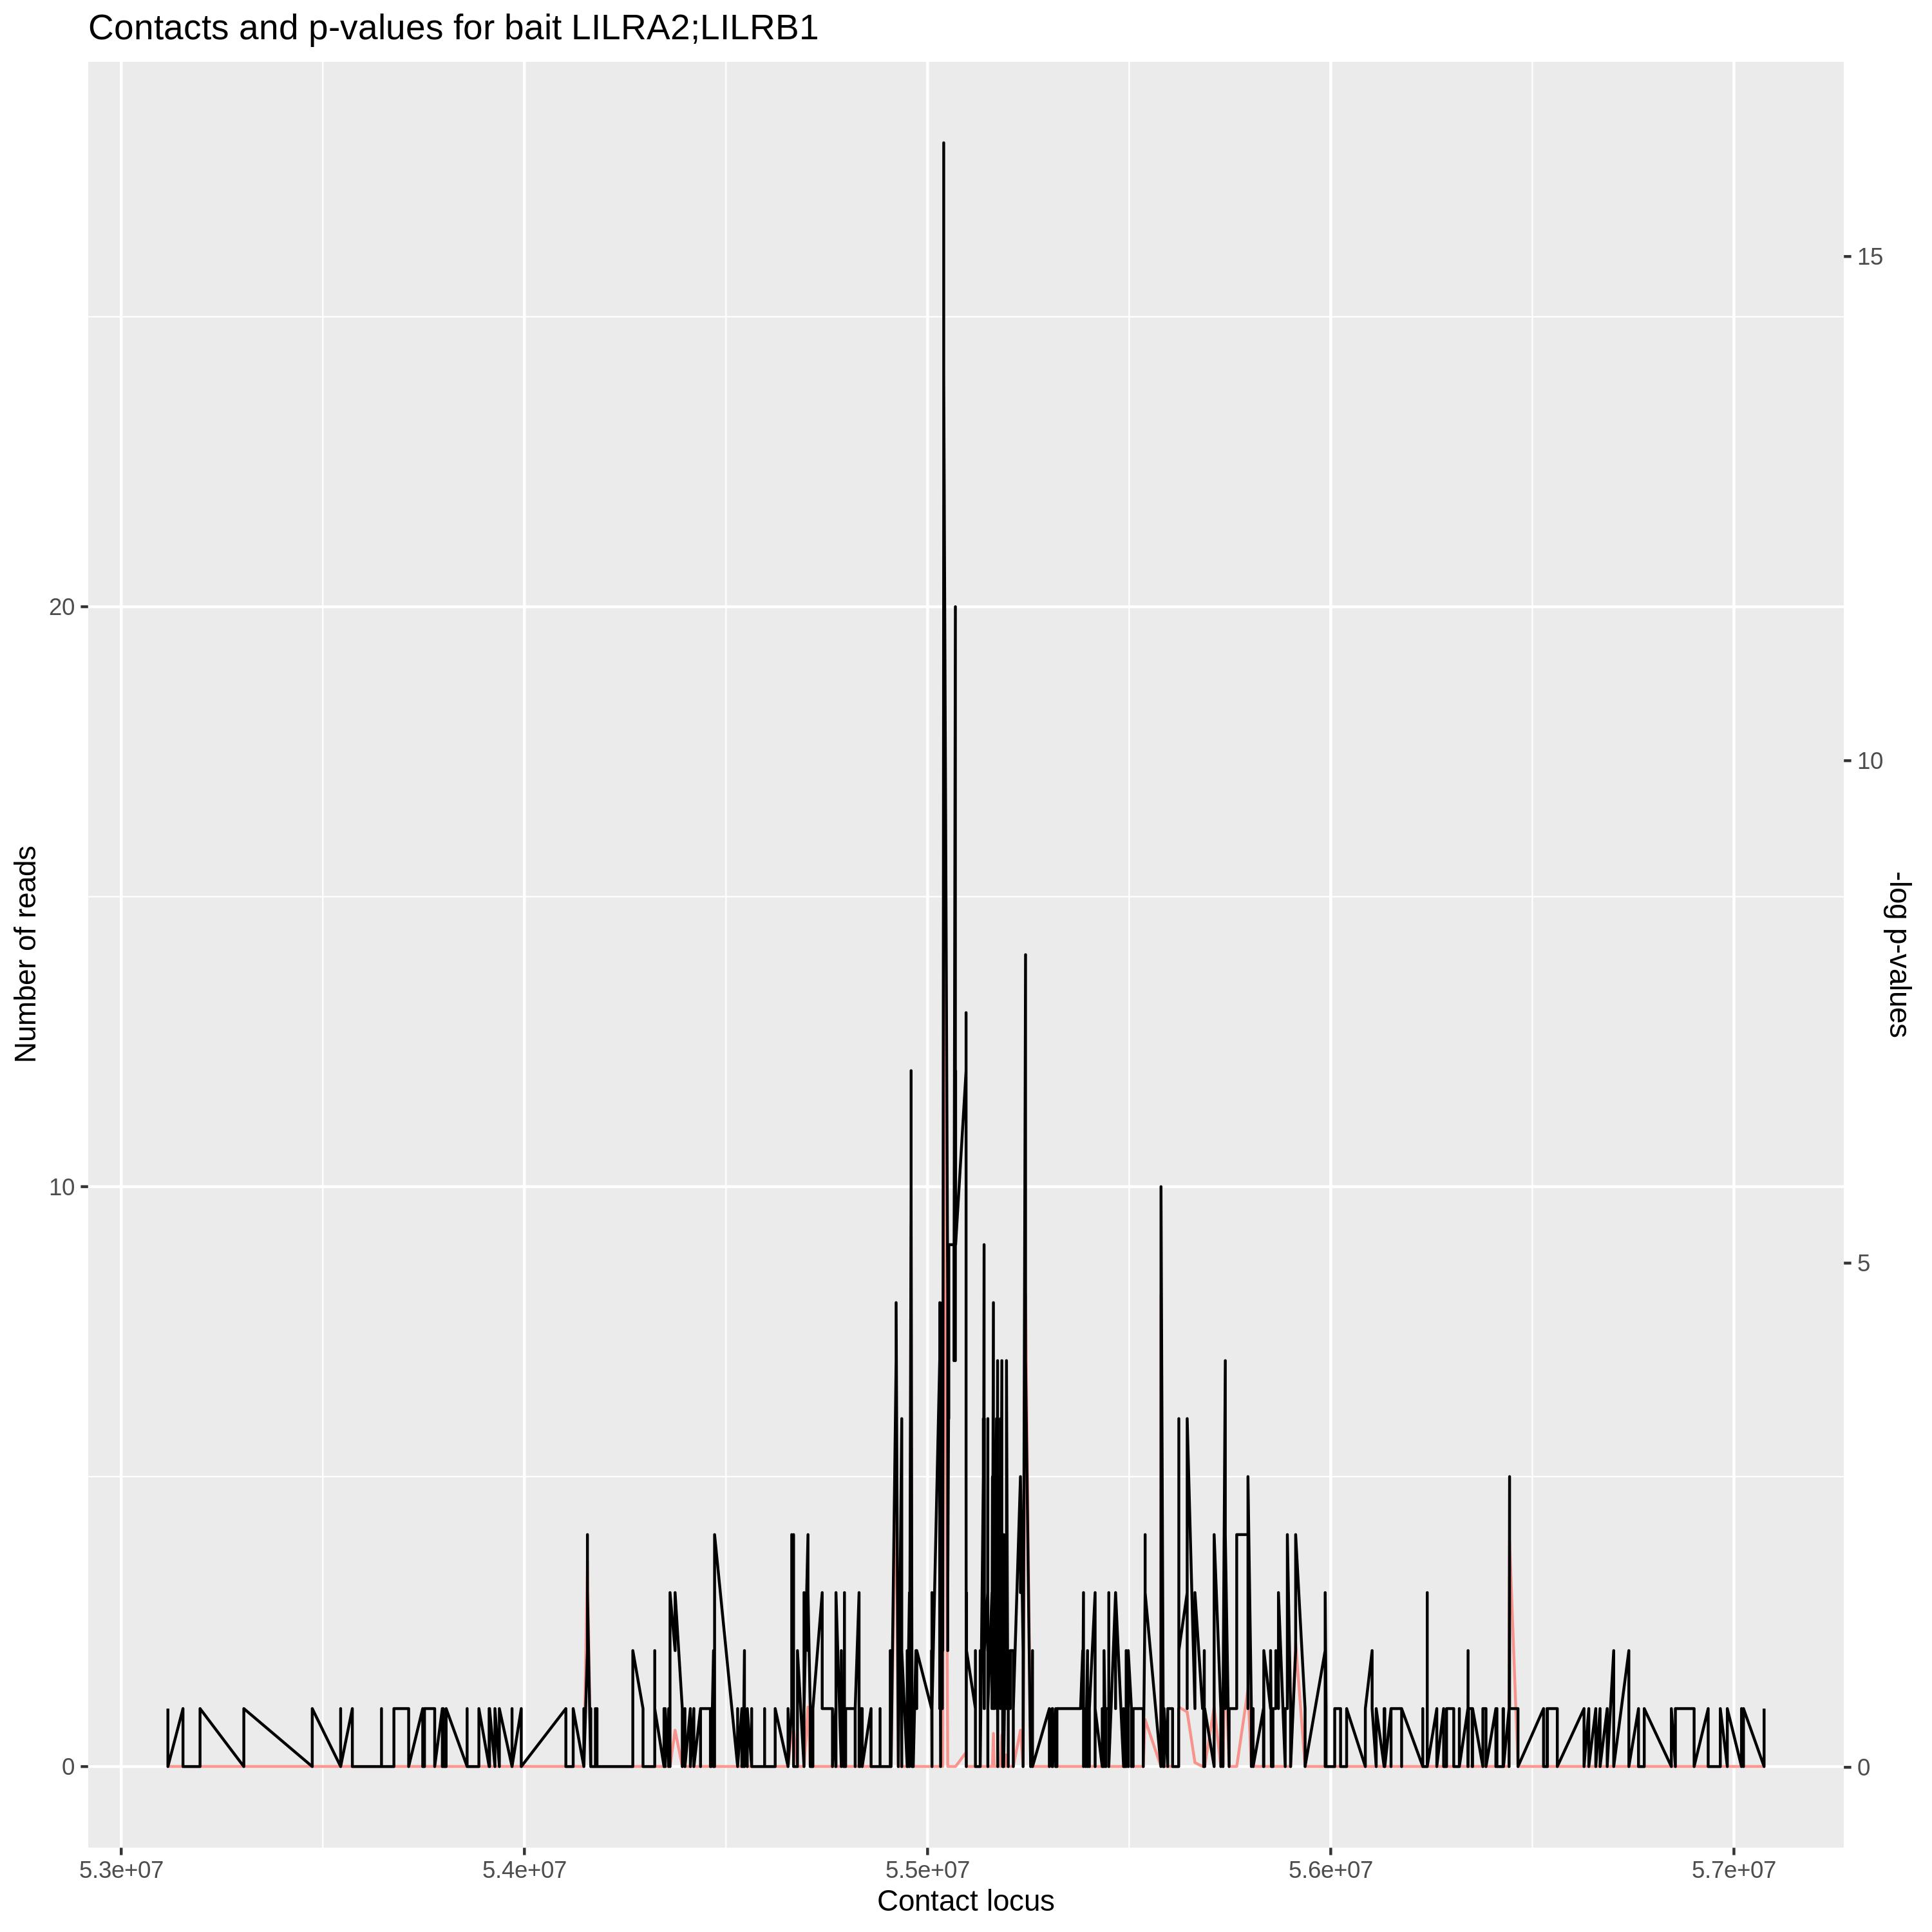 Contacts and p-values for bait LILRA2;LILRB1
Number of reads
20
10
0
15
10
5
0
-log p-values
5.3e+07 5.4e+07 5.5e+07 5.6e+07 5.7e+07
Contact locus